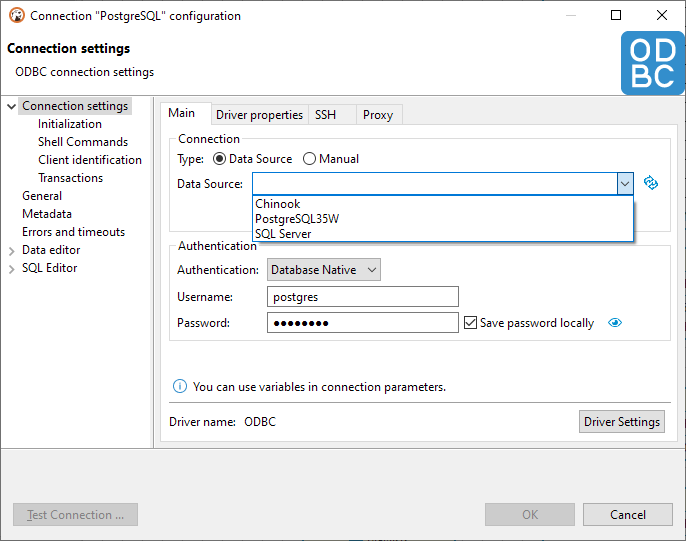 Connection "PostgreSQL" configuration
Connection settings
ODBC connection settings
OD
BC
Connection settings
Initialization
Shell Commands
Client identification
Transactions
General
Metadata
Errors and timeouts
Data editor
SQL Editor
Main
Driver properties
SSH
Proxy
Connection
Type: Data Source Manual
Data Source:
Chinook
PostgreSQL35W
SQL Server
Authentication
Authentication: Database Native
Username: postgres
Password: ●●●●●●●● Save password locally
You can use variables in connection parameters.
Driver name: ODBC
Driver Settings
Test Connection ...
OK
Cancel